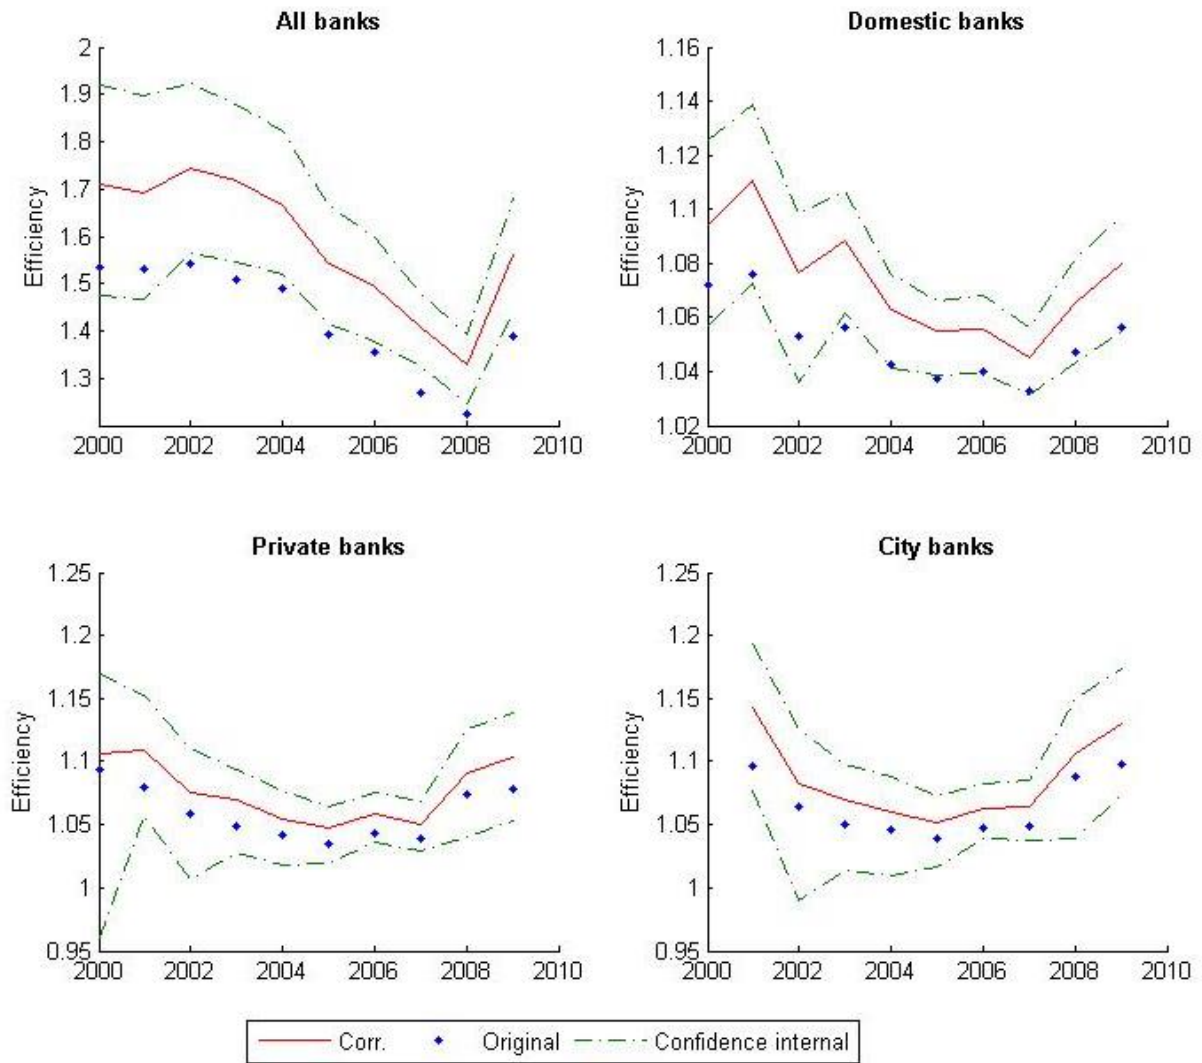 All banks
2
1.9
1.8
1.7
1.6
1.5
1.4
1.3
Efficiency
2000 2002 2004 2006 2008 2010
Domestic banks
1.16
1.14
1.12
1.1
1.08
1.06
1.04
1.02
Efficiency
2000 2002 2004 2006 2008 2010
Private banks
1.25
1.2
1.15
1.1
1.05
1
0.95
Efficiency
2000 2002 2004 2006 2008 2010
City banks
1.25
1.2
1.15
1.1
1.05
1
0.95
Efficiency
2000 2002 2004 2006 2008 2010
Corr. Original Confidence internal